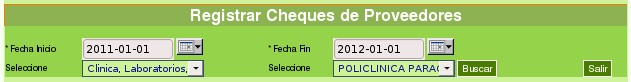 Registrar Cheques de Proveedores
* Fecha Inicio 2011-01-01 * Fecha Fin 2012-01-01
Seleccione Clinica, Laboratorios, Seleccione POLICLINICA PARAC Buscar Salir